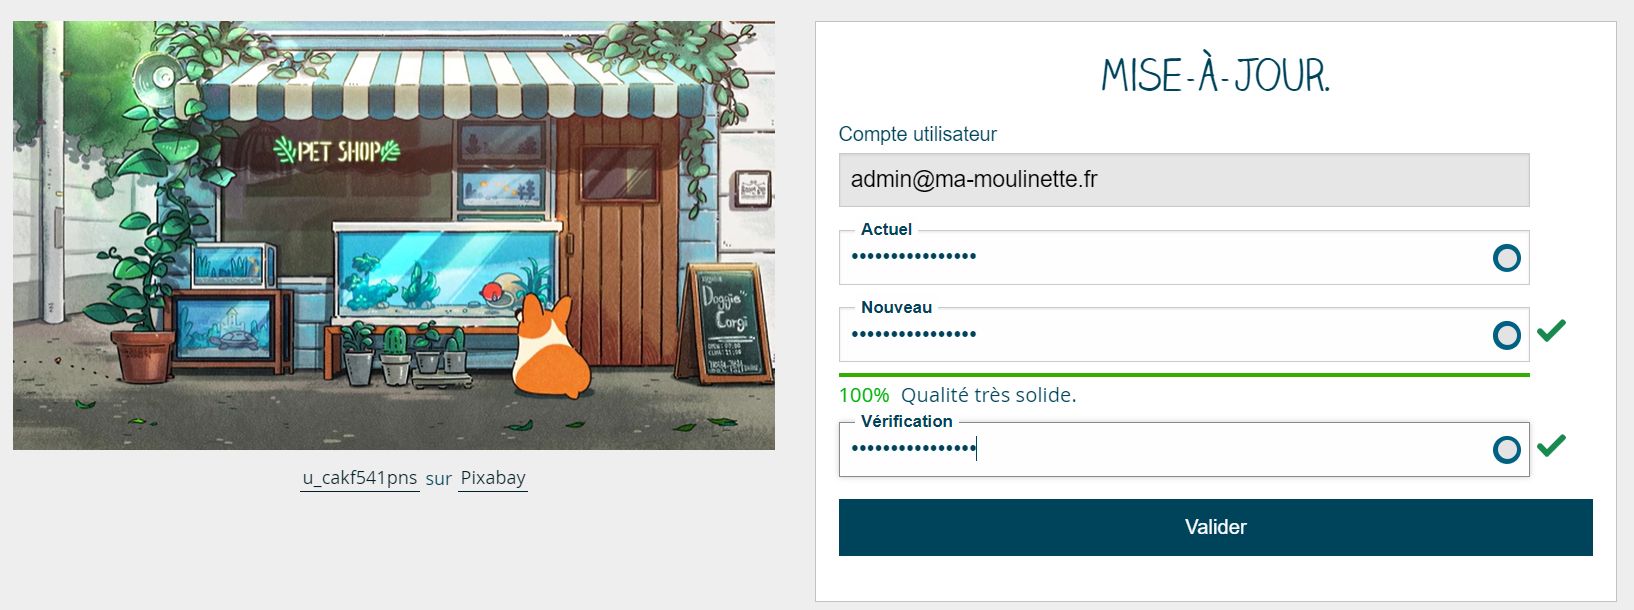 PET SHOP
Doggie
Corgi
u_cakf541pns sur Pixabay
MISE-À-JOUR.
Compte utilisateur
admin@ma-moulinette.fr
Actuel
••••••••••••••••
Nouveau
••••••••••••••••
100% Qualité très solide.
Vérification
••••••••••••••••
Valider